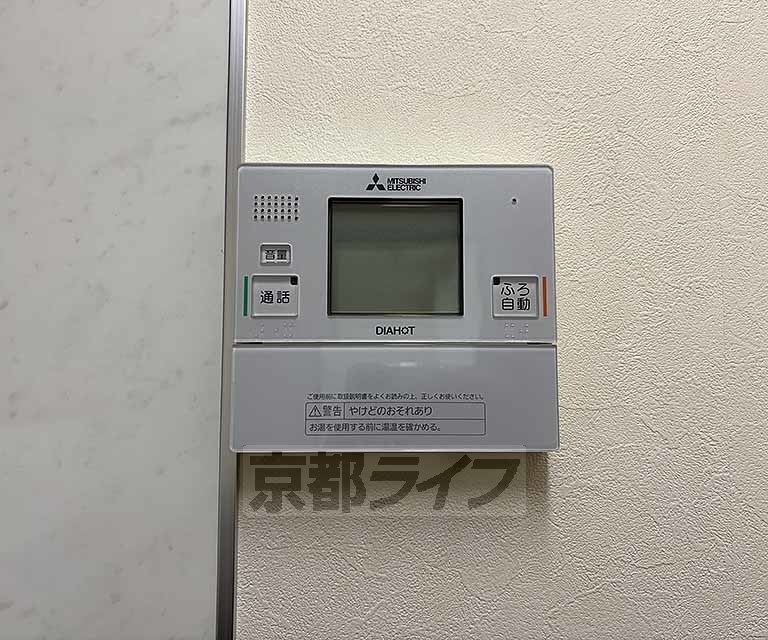 MITSUBISHI
ELECTRIC
音量
通話
ふろ
自動
DIAHOT
ご使用前に取扱説明書をよくお読みの上、正しくお使いください。
警告 やけどのおそれあり
お湯を使用する前に湯温を確かめる。
京都ライフ